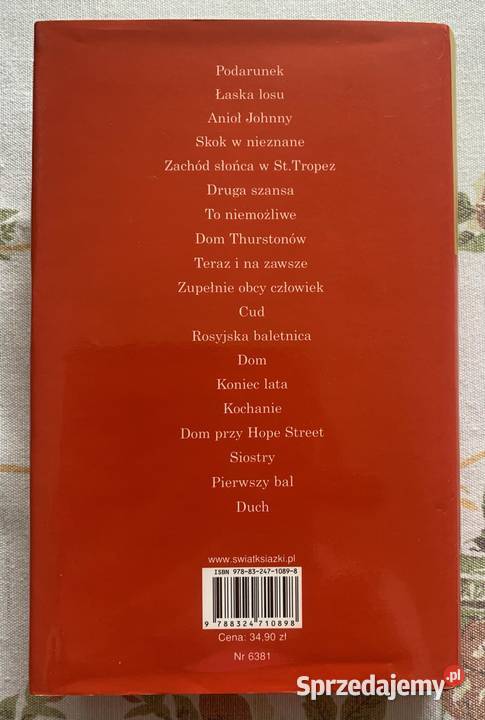 Podarunek
Łaska losu
Anioł Johnny
Skok w nieznane
Zachód słońca w St.Tropez
Druga szansa
To niemożliwe
Dom Thurstonów
Teraz i na zawsze
Zupełnie obcy człowiek
Cud
Rosyjska baletnica
Dom
Koniec lata
Kochanie
Dom przy Hope Street
Siostry
Pierwszy bal
Duch
www.swiatksiazki.pl
ISBN 978-83-247-1089-8
9 788324 710898
Cena: 34,90 zł
Nr 6381
Sprzedajemy.pl